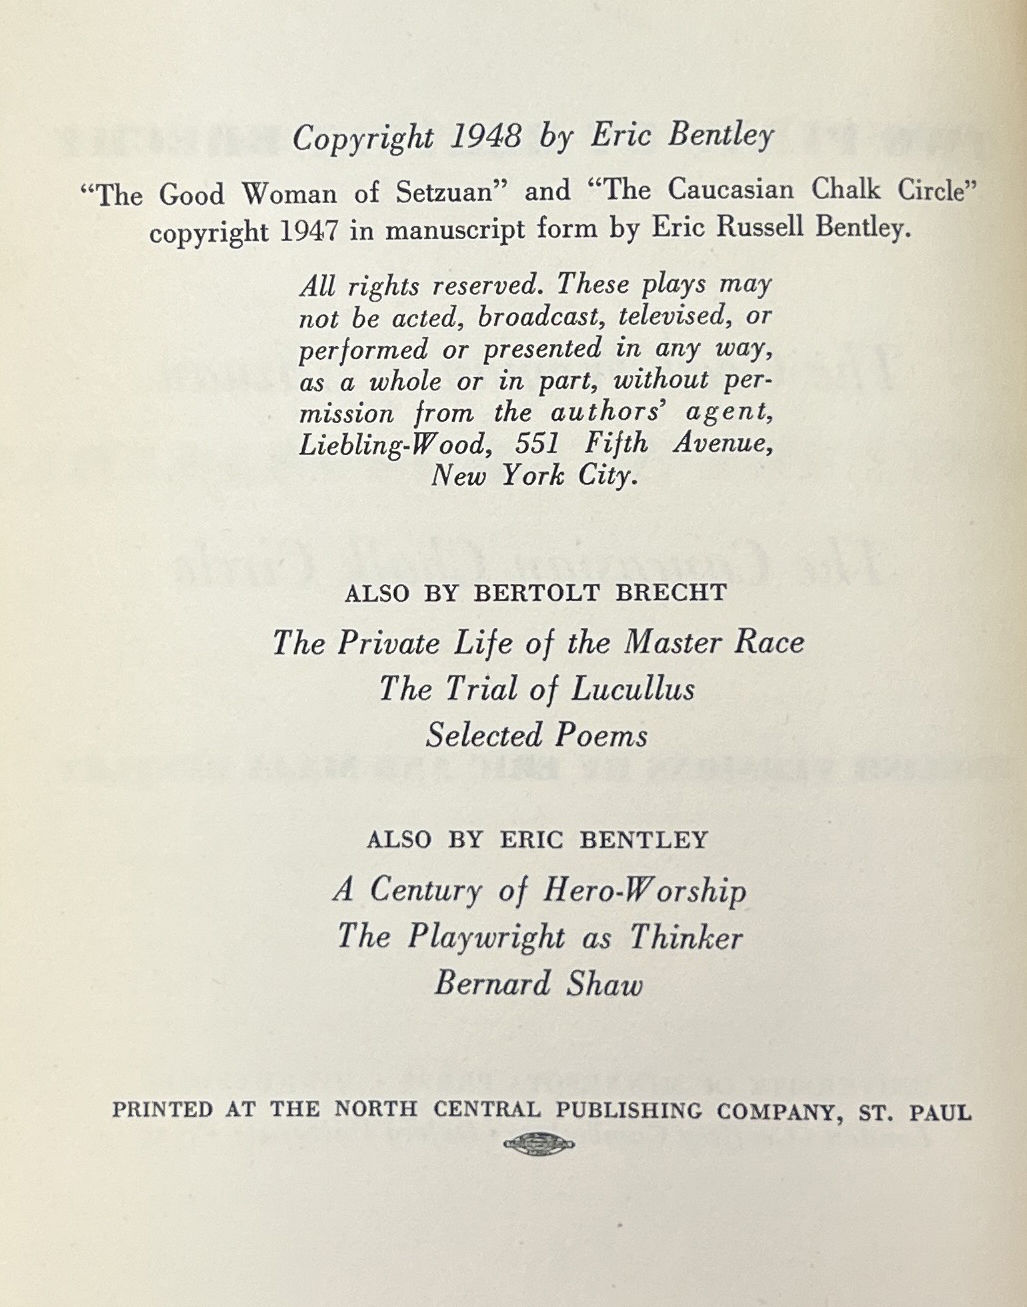 Copyright 1948 by Eric Bentley
“The Good Woman of Setzuan” and “The Caucasian Chalk Circle”
copyright 1947 in manuscript form by Eric Russell Bentley.
All rights reserved. These plays may
not be acted, broadcast, televised, or
performed or presented in any way,
as a whole or in part, without per-
mission from the authors’ agent,
Liebling-Wood, 551 Fifth Avenue,
New York City.
ALSO BY BERTOLT BRECHT
The Private Life of the Master Race
The Trial of Lucullus
Selected Poems
ALSO BY ERIC BENTLEY
A Century of Hero-Worship
The Playwright as Thinker
Bernard Shaw
PRINTED AT THE NORTH CENTRAL PUBLISHING COMPANY, ST. PAUL